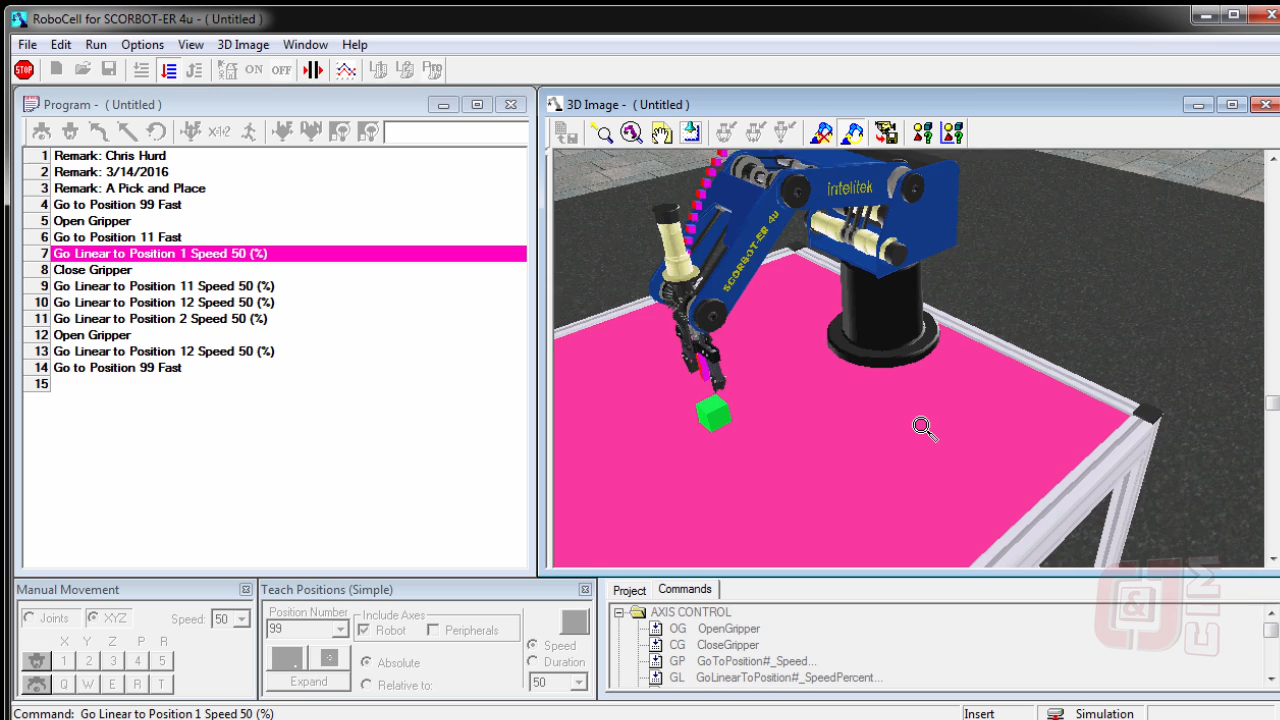 RoboCell for SCORBOT-ER 4u - ( Untitled )
File Edit Run Options View 3D Image Window Help
STOP ON OFF
Program - ( Untitled )
3D Image - ( Untitled )
1 Remark: Chris Hurd
2 Remark: 3/14/2016
3 Remark: A Pick and Place
4 Go to Position 99 Fast
5 Open Gripper
6 Go to Position 11 Fast
7 Go Linear to Position 1 Speed 50 (%)
8 Close Gripper
9 Go Linear to Position 11 Speed 50 (%)
10 Go Linear to Position 12 Speed 50 (%)
11 Go Linear to Position 2 Speed 50 (%)
12 Open Gripper
13 Go Linear to Position 12 Speed 50 (%)
14 Go to Position 99 Fast
15
intelitek
SCORBOT-ER 4u
Manual Movement
Joints XYZ Speed: 50
X Y Z P R
1 2 3 4 5
Q W E R T
Teach Positions (Simple)
Position Number
99
Include Axes
Robot Peripherals
Absolute
Relative to:
Expand
Speed
Duration
50
Project Commands
AXIS CONTROL
OG OpenGripper
CG CloseGripper
GP GoToPosition#_Speed...
GL GoLinearToPosition#_SpeedPercent...
J&J CIM
Command: Go Linear to Position 1 Speed 50 (%)
Insert
Simulation